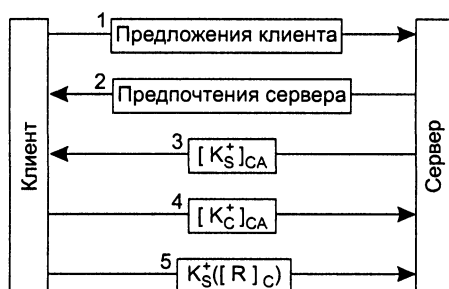 Клиент
Сервер
1 Предложения клиента
2 Предпочтения сервера
3 [ K_S^+ ]_CA
4 [ K_C^+ ]_CA
5 K_S^+([ R ]_C)